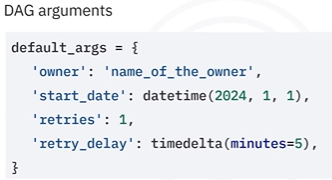 DAG arguments
default_args = {
    'owner': 'name_of_the_owner',
    'start_date': datetime(2024, 1, 1),
    'retries': 1,
    'retry_delay': timedelta(minutes=5),
}